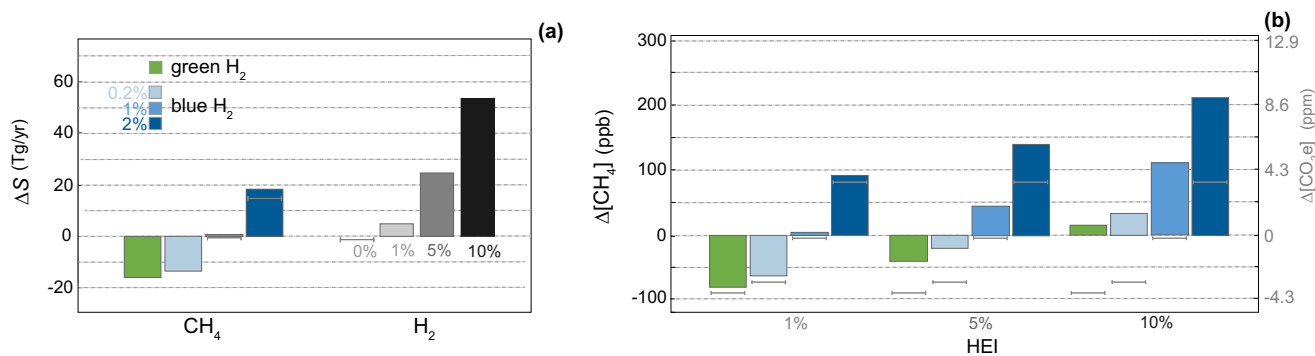 (a)
ΔS (Tg/yr)
60
40
20
0
-20
green H2
0.2%
1% blue H2
2%
0% 1% 5% 10%
CH4 H2
(b)
Δ[CH4] (ppb)
300
200
100
0
-100
12.9
8.6
4.3
0
-4.3
Δ[CO2e] (ppm)
1% 5% 10%
HEI